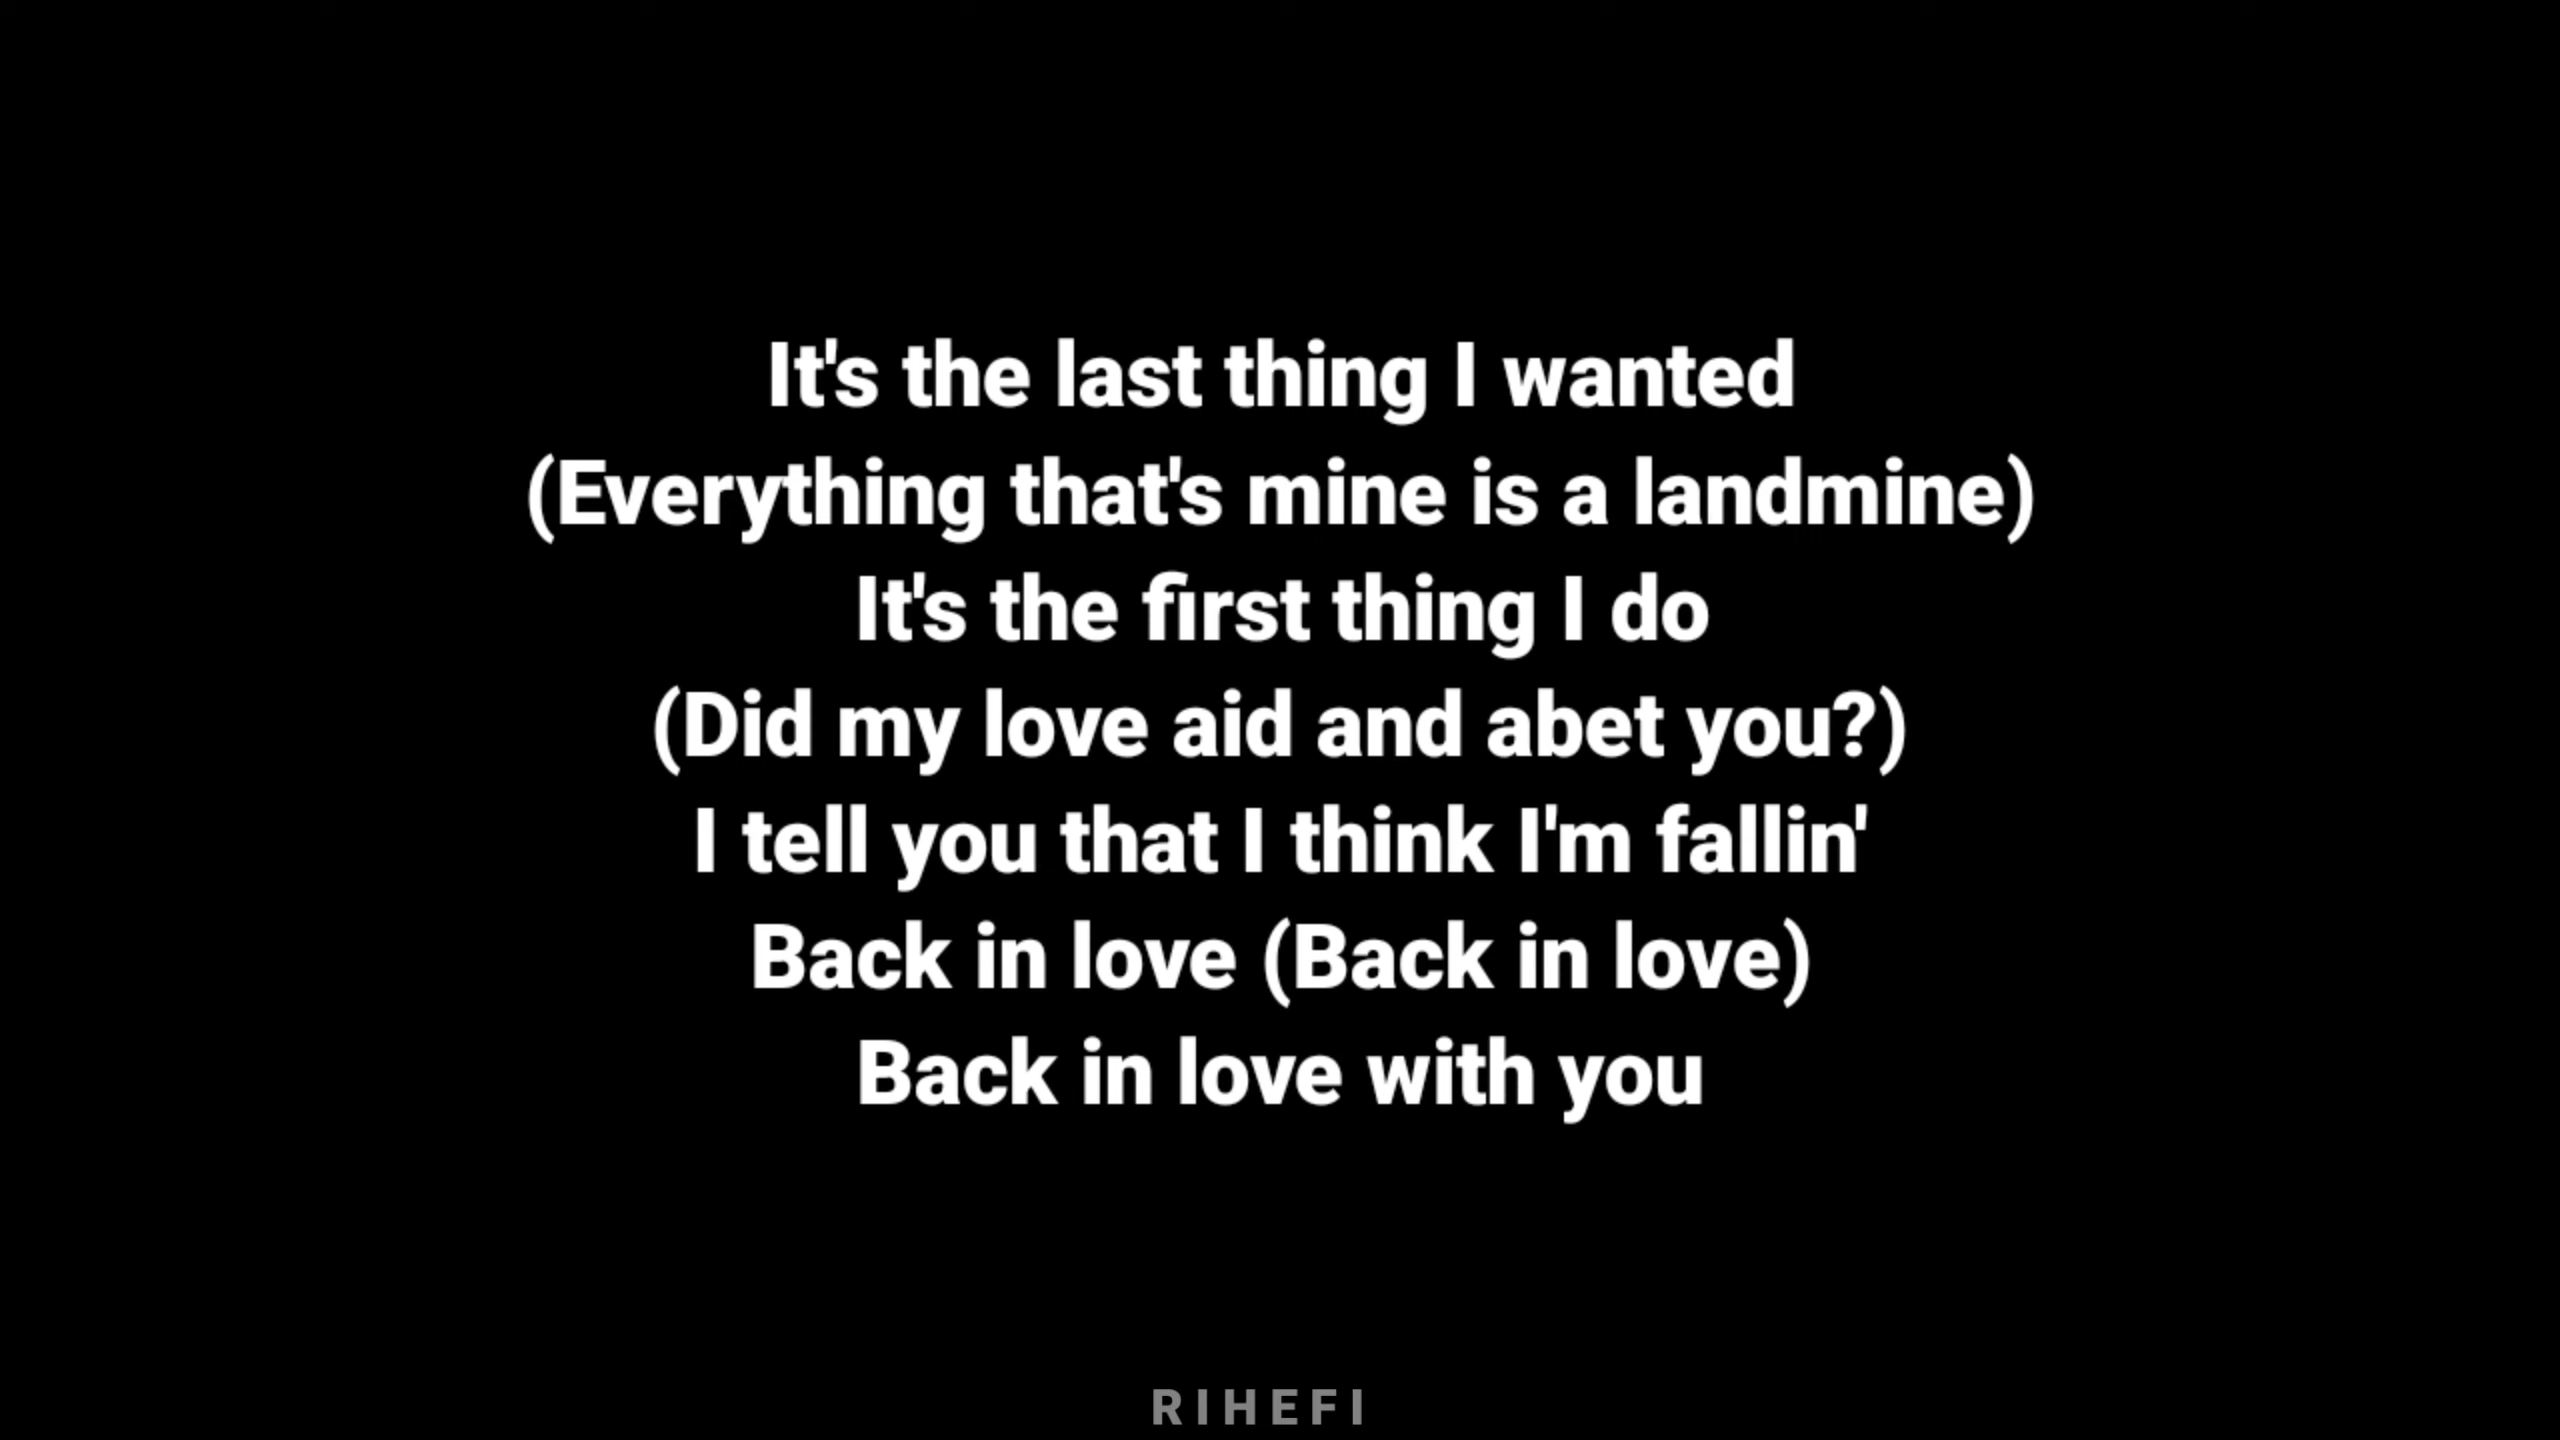 It's the last thing I wanted
(Everything that's mine is a landmine)
It's the first thing I do
(Did my love aid and abet you?)
I tell you that I think I'm fallin'
Back in love (Back in love)
Back in love with you
RIHEFI